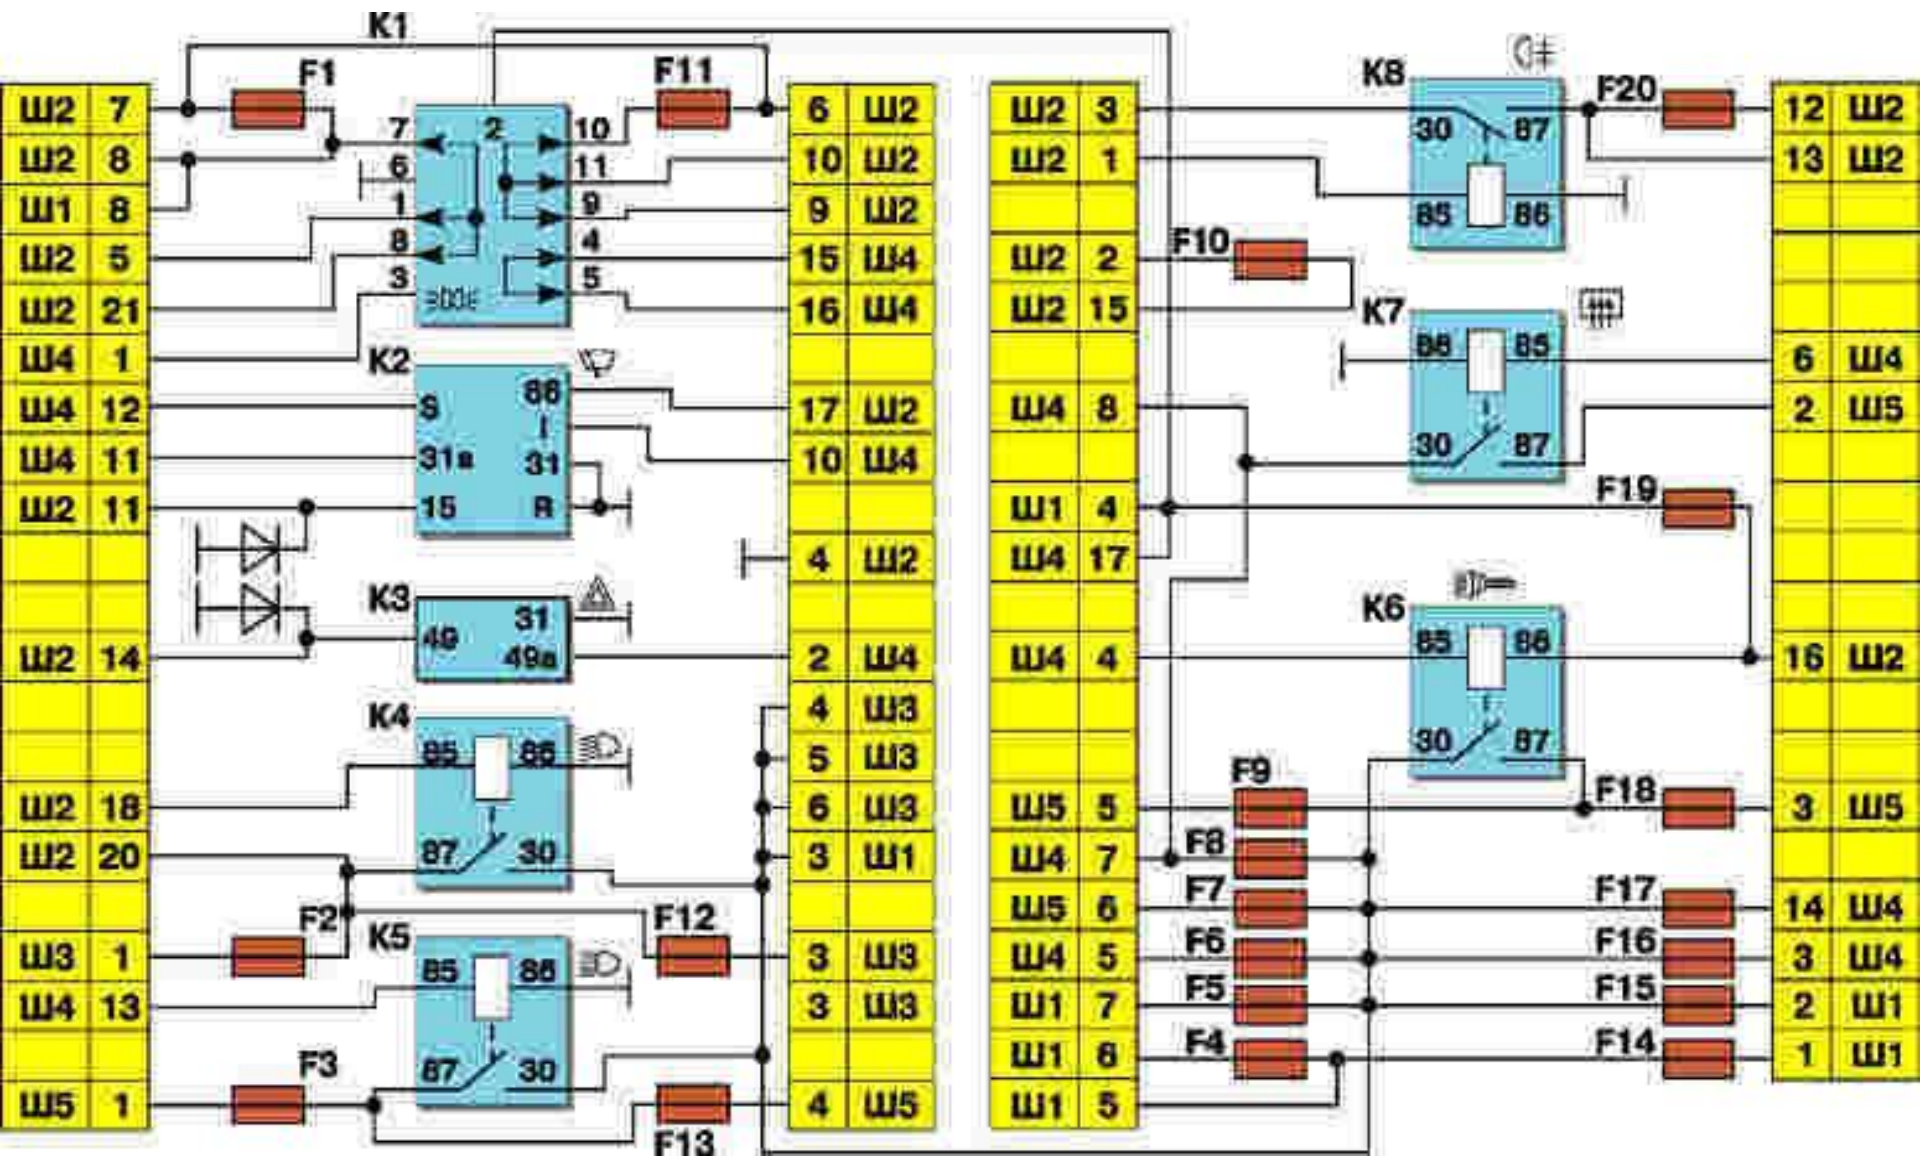 K1
F1
F11
K8
F20
Ш2 7
6 Ш2
Ш2 3
12 Ш2
7 2 10
30 87
Ш2 8
10 Ш2
Ш2 1
13 Ш2
6 11
Ш1 8
9 Ш2
1 9
85 86
Ш2 5
8 4
15 Ш4
Ш2 2
F10
3 5
Ш2 21
16 Ш4
Ш2 15
K7
Ш4 1
K2
86 85
6 Ш4
Ш4 12
S 86
17 Ш2
Ш4 8
2 Ш5
I
30 87
Ш4 11
31в 31
10 Ш4
F19
Ш2 11
15 R
Ш1 4
4 Ш2
Ш4 17
K3
31
K6
49
49a
85 86
Ш2 14
2 Ш4
Ш4 4
16 Ш2
K4
4 Ш3
85 86
5 Ш3
30 87
F9
F18
Ш2 18
6 Ш3
Ш5 5
3 Ш5
Ш2 20
87 30
3 Ш1
Ш4 7
F8
F7
F17
F2
K5
F12
Ш5 6
14 Ш4
F6
F16
Ш3 1
85 86
3 Ш3
Ш4 5
3 Ш4
F5
F15
Ш4 13
3 Ш3
Ш1 7
2 Ш1
F3
87 30
Ш1 6
F4
F14
1 Ш1
Ш5 1
4 Ш5
Ш1 5
F13